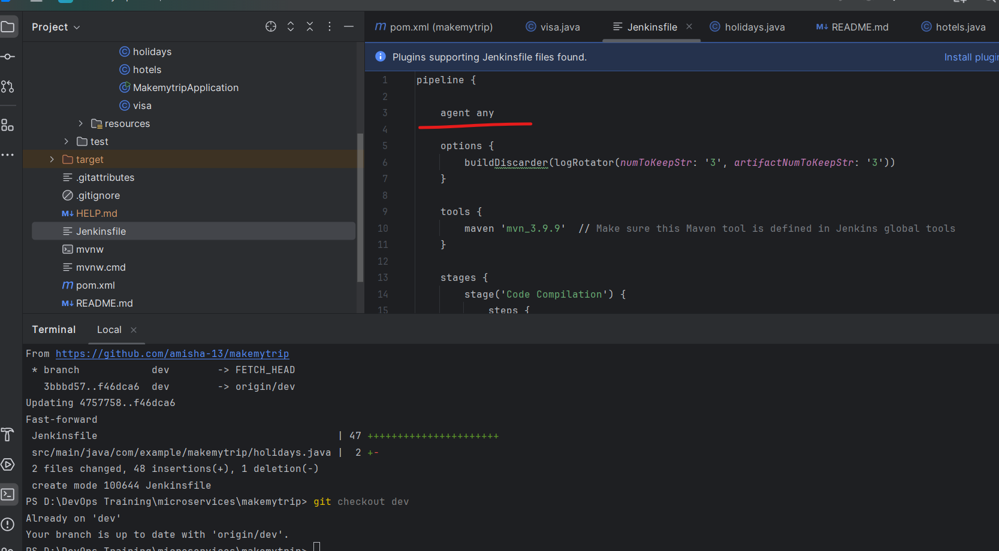 Project
pom.xml (makemytrip)
visa.java
Jenkinsfile
holidays.java
README.md
hotels.java
holidays
hotels
MakemytripApplication
visa
resources
test
target
.gitattributes
.gitignore
HELP.md
Jenkinsfile
mvnw
mvnw.cmd
pom.xml
README.md
Plugins supporting Jenkinsfile files found.
Install
1 pipeline {
2
3 agent any
4
5 options {
6 buildDiscarder(logRotator(numToKeepStr: '3', artifactNumToKeepStr: '3'))
7 }
8
9 tools {
10 maven 'mvn_3.9.9' // Make sure this Maven tool is defined in Jenkins global tools
11 }
12
13 stages {
14 stage('Code Compilation') {
15 steps {
Terminal
Local
From https://github.com/amisha-13/makemytrip
* branch dev -> FETCH_HEAD
3bbbd57..f46dca6 dev -> origin/dev
Updating 4757758..f46dca6
Fast-forward
Jenkinsfile | 47 ++++++++++++++++++++++
src/main/java/com/example/makemytrip/holidays.java | 2 +-
2 files changed, 48 insertions(+), 1 deletion(-)
create mode 100644 Jenkinsfile
PS D:\DevOps Training\microservices\makemytrip> git checkout dev
Already on 'dev'
Your branch is up to date with 'origin/dev'.
PS D:\DevOps Training\microservices\makemytrip>